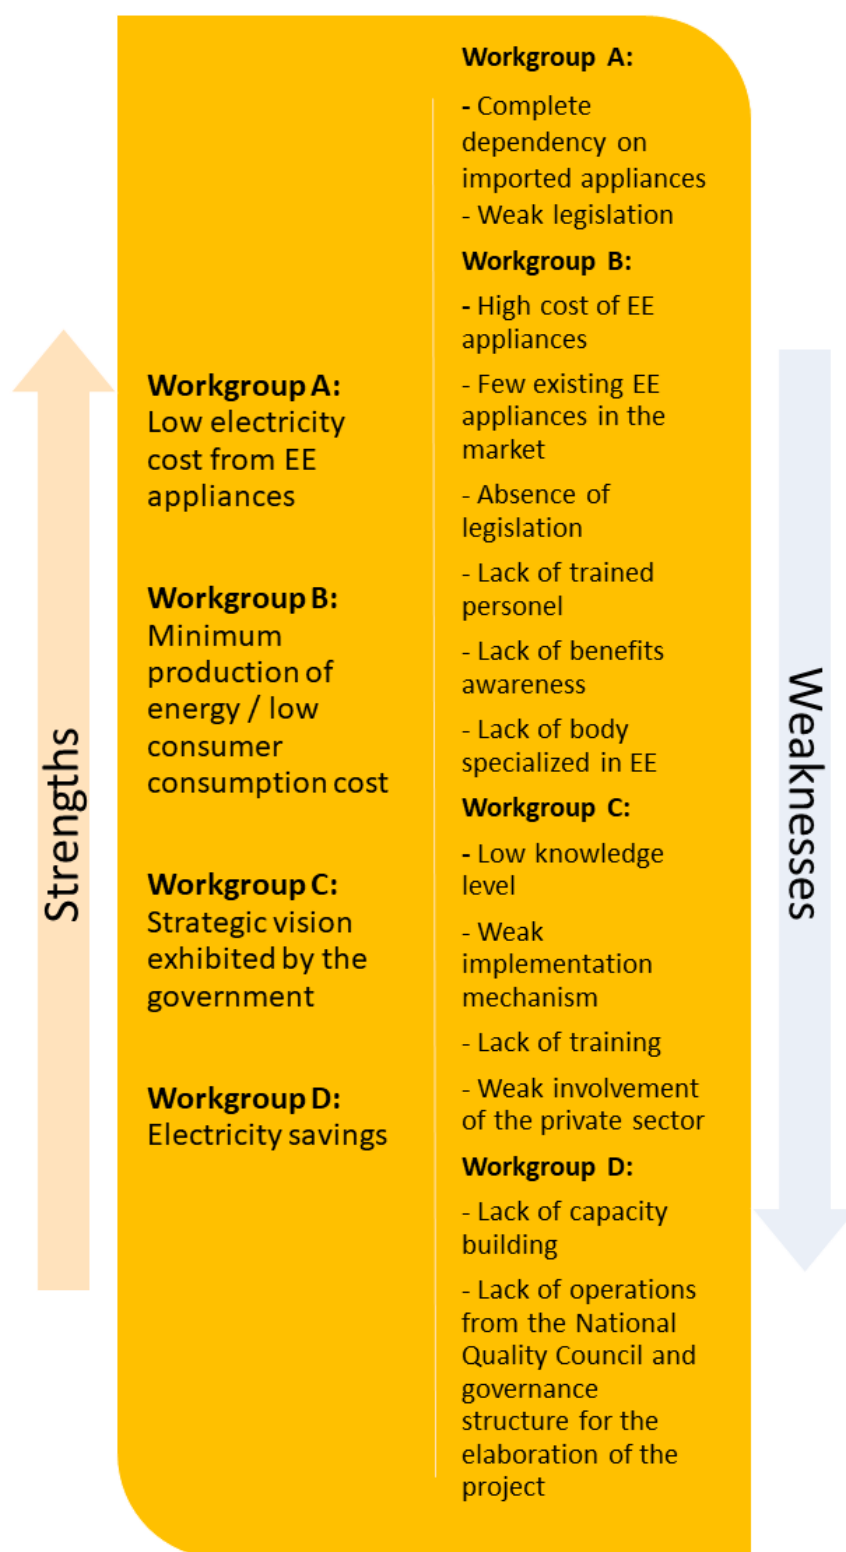 Strengths
Workgroup A:
Low electricity
cost from EE
appliances
Workgroup B:
Minimum
production of
energy / low
consumer
consumption cost
Workgroup C:
Strategic vision
exhibited by the
government
Workgroup D:
Electricity savings
Workgroup A:
- Complete
dependency on
imported appliances
- Weak legislation
Workgroup B:
- High cost of EE
appliances
- Few existing EE
appliances in the
market
- Absence of
legislation
- Lack of trained
personel
- Lack of benefits
awareness
- Lack of body
specialized in EE
Workgroup C:
- Low knowledge
level
- Weak
implementation
mechanism
- Lack of training
- Weak involvement
of the private sector
Workgroup D:
- Lack of capacity
building
- Lack of operations
from the National
Quality Council and
governance
structure for the
elaboration of the
project
Weaknesses